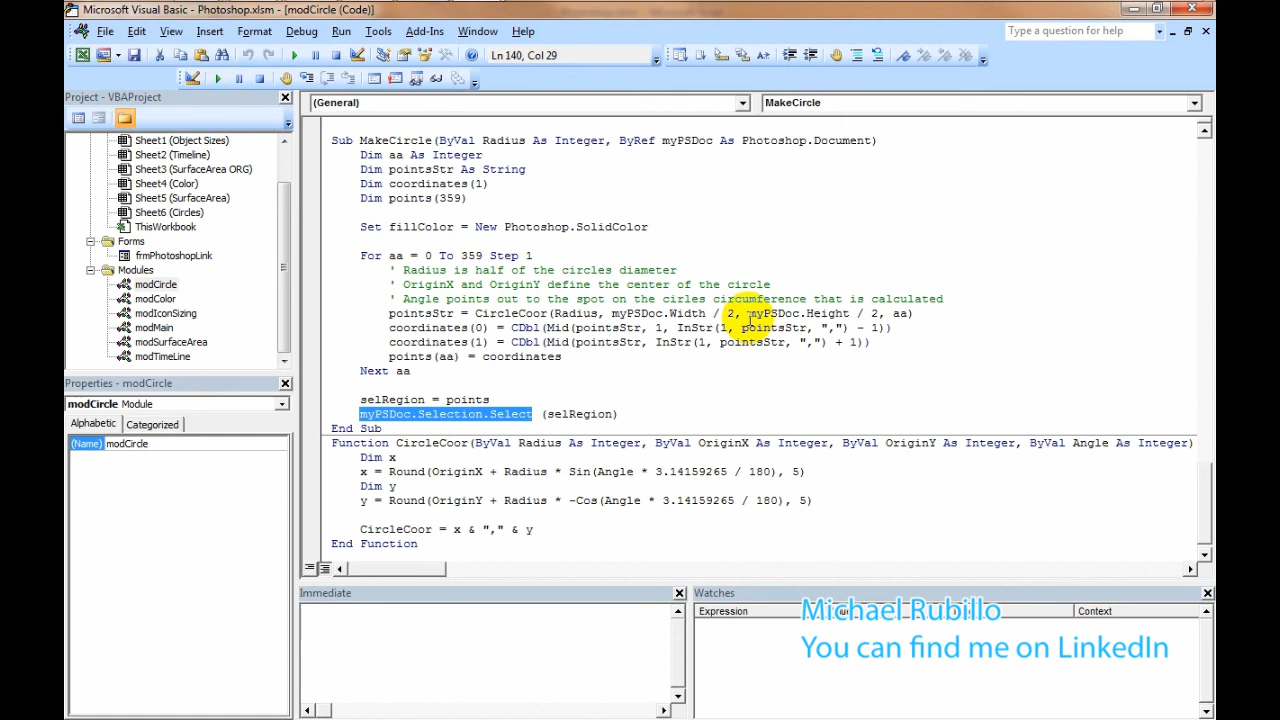 Microsoft Visual Basic - Photoshop.xlsm - [modCircle (Code)]
File Edit View Insert Format Debug Run Tools Add-Ins Window Help
Type a question for help
Ln 140, Col 29
Project - VBAProject
(General)
MakeCircle
Sheet1 (Object Sizes)
Sheet2 (Timeline)
Sheet3 (SurfaceArea ORG)
Sheet4 (Color)
Sheet5 (SurfaceArea)
Sheet6 (Circles)
ThisWorkbook
Forms
frmPhotoshopLink
Modules
modCircle
modColor
modIconSizing
modMain
modSurfaceArea
modTimeLine
Properties - modCircle
modCircle Module
Alphabetic Categorized
(Name) modCircle
Sub MakeCircle(ByVal Radius As Integer, ByRef myPSDoc As Photoshop.Document)
Dim aa As Integer
Dim pointsStr As String
Dim coordinates(1)
Dim points(359)
Set fillColor = New Photoshop.SolidColor
For aa = 0 To 359 Step 1
' Radius is half of the circles diameter
' OriginX and OriginY define the center of the circle
' Angle points out to the spot on the cirles circumference that is calculated
pointsStr = CircleCoor(Radius, myPSDoc.Width / 2, myPSDoc.Height / 2, aa)
coordinates(0) = CDbl(Mid(pointsStr, 1, InStr(1, pointsStr, ",") - 1))
coordinates(1) = CDbl(Mid(pointsStr, InStr(1, pointsStr, ",") + 1))
points(aa) = coordinates
Next aa
selRegion = points
myPSDoc.Selection.Select (selRegion)
End Sub
Function CircleCoor(ByVal Radius As Integer, ByVal OriginX As Integer, ByVal OriginY As Integer, ByVal Angle As Integer)
Dim x
x = Round(OriginX + Radius * Sin(Angle * 3.14159265 / 180), 5)
Dim y
y = Round(OriginY + Radius * -Cos(Angle * 3.14159265 / 180), 5)
CircleCoor = x & "," & y
End Function
Immediate
Watches
Expression
Context
Michael Rubillo
You can find me on LinkedIn